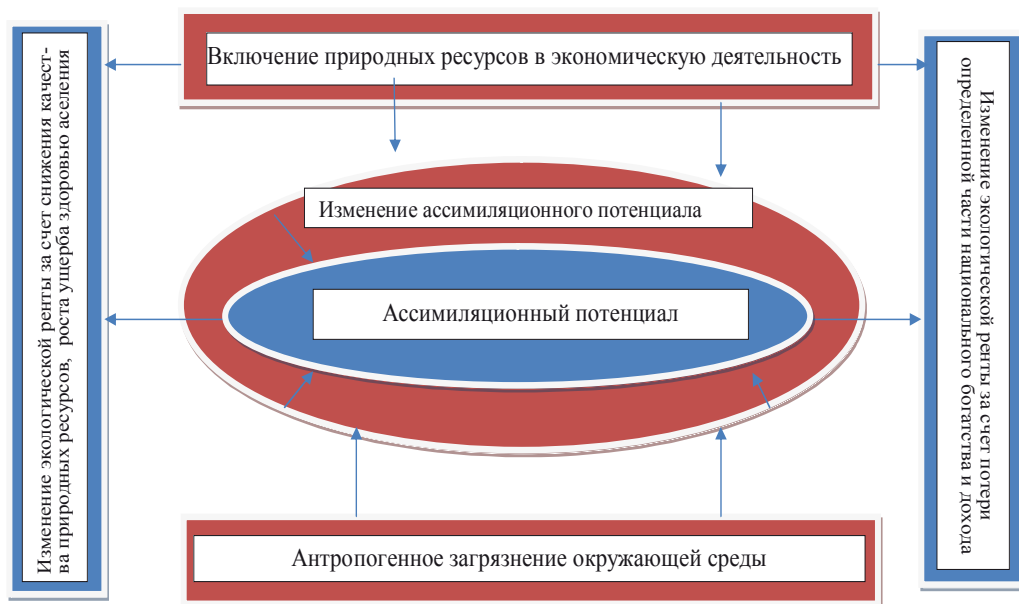 Включение природных ресурсов в экономическую деятельность
Изменение экологической ренты за счет снижения качест-
ва природных ресурсов, роста ущерба здоровью аселения
Изменение ассимиляционного потенциала
Ассимиляционный потенциал
Изменение экологической ренты за счет потери
определенной части национального богатства и дохода
Антропогенное загрязнение окружающей среды